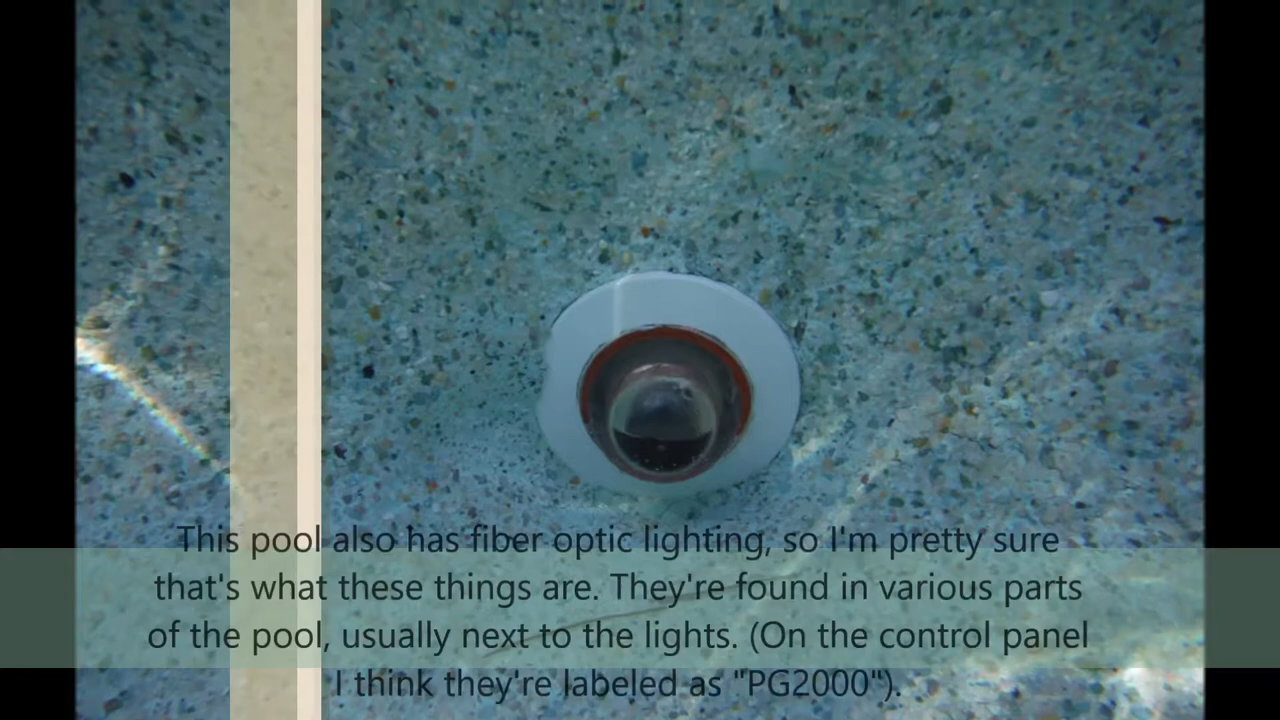 This pool also has fiber optic lighting, so I'm pretty sure
that's what these things are. They're found in various parts
of the pool, usually next to the lights. (On the control panel
I think they're labeled as "PG2000").